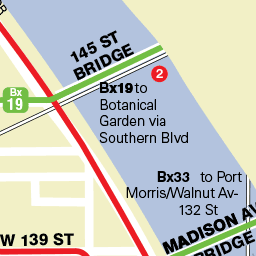 145 ST
BRIDGE
2
Bx
19
Bx19 to
Botanical
Garden via
Southern Blvd
Bx33 to Port
Morris/Walnut Av-
132 St
W 139 ST
MADISON AV
BRIDGE